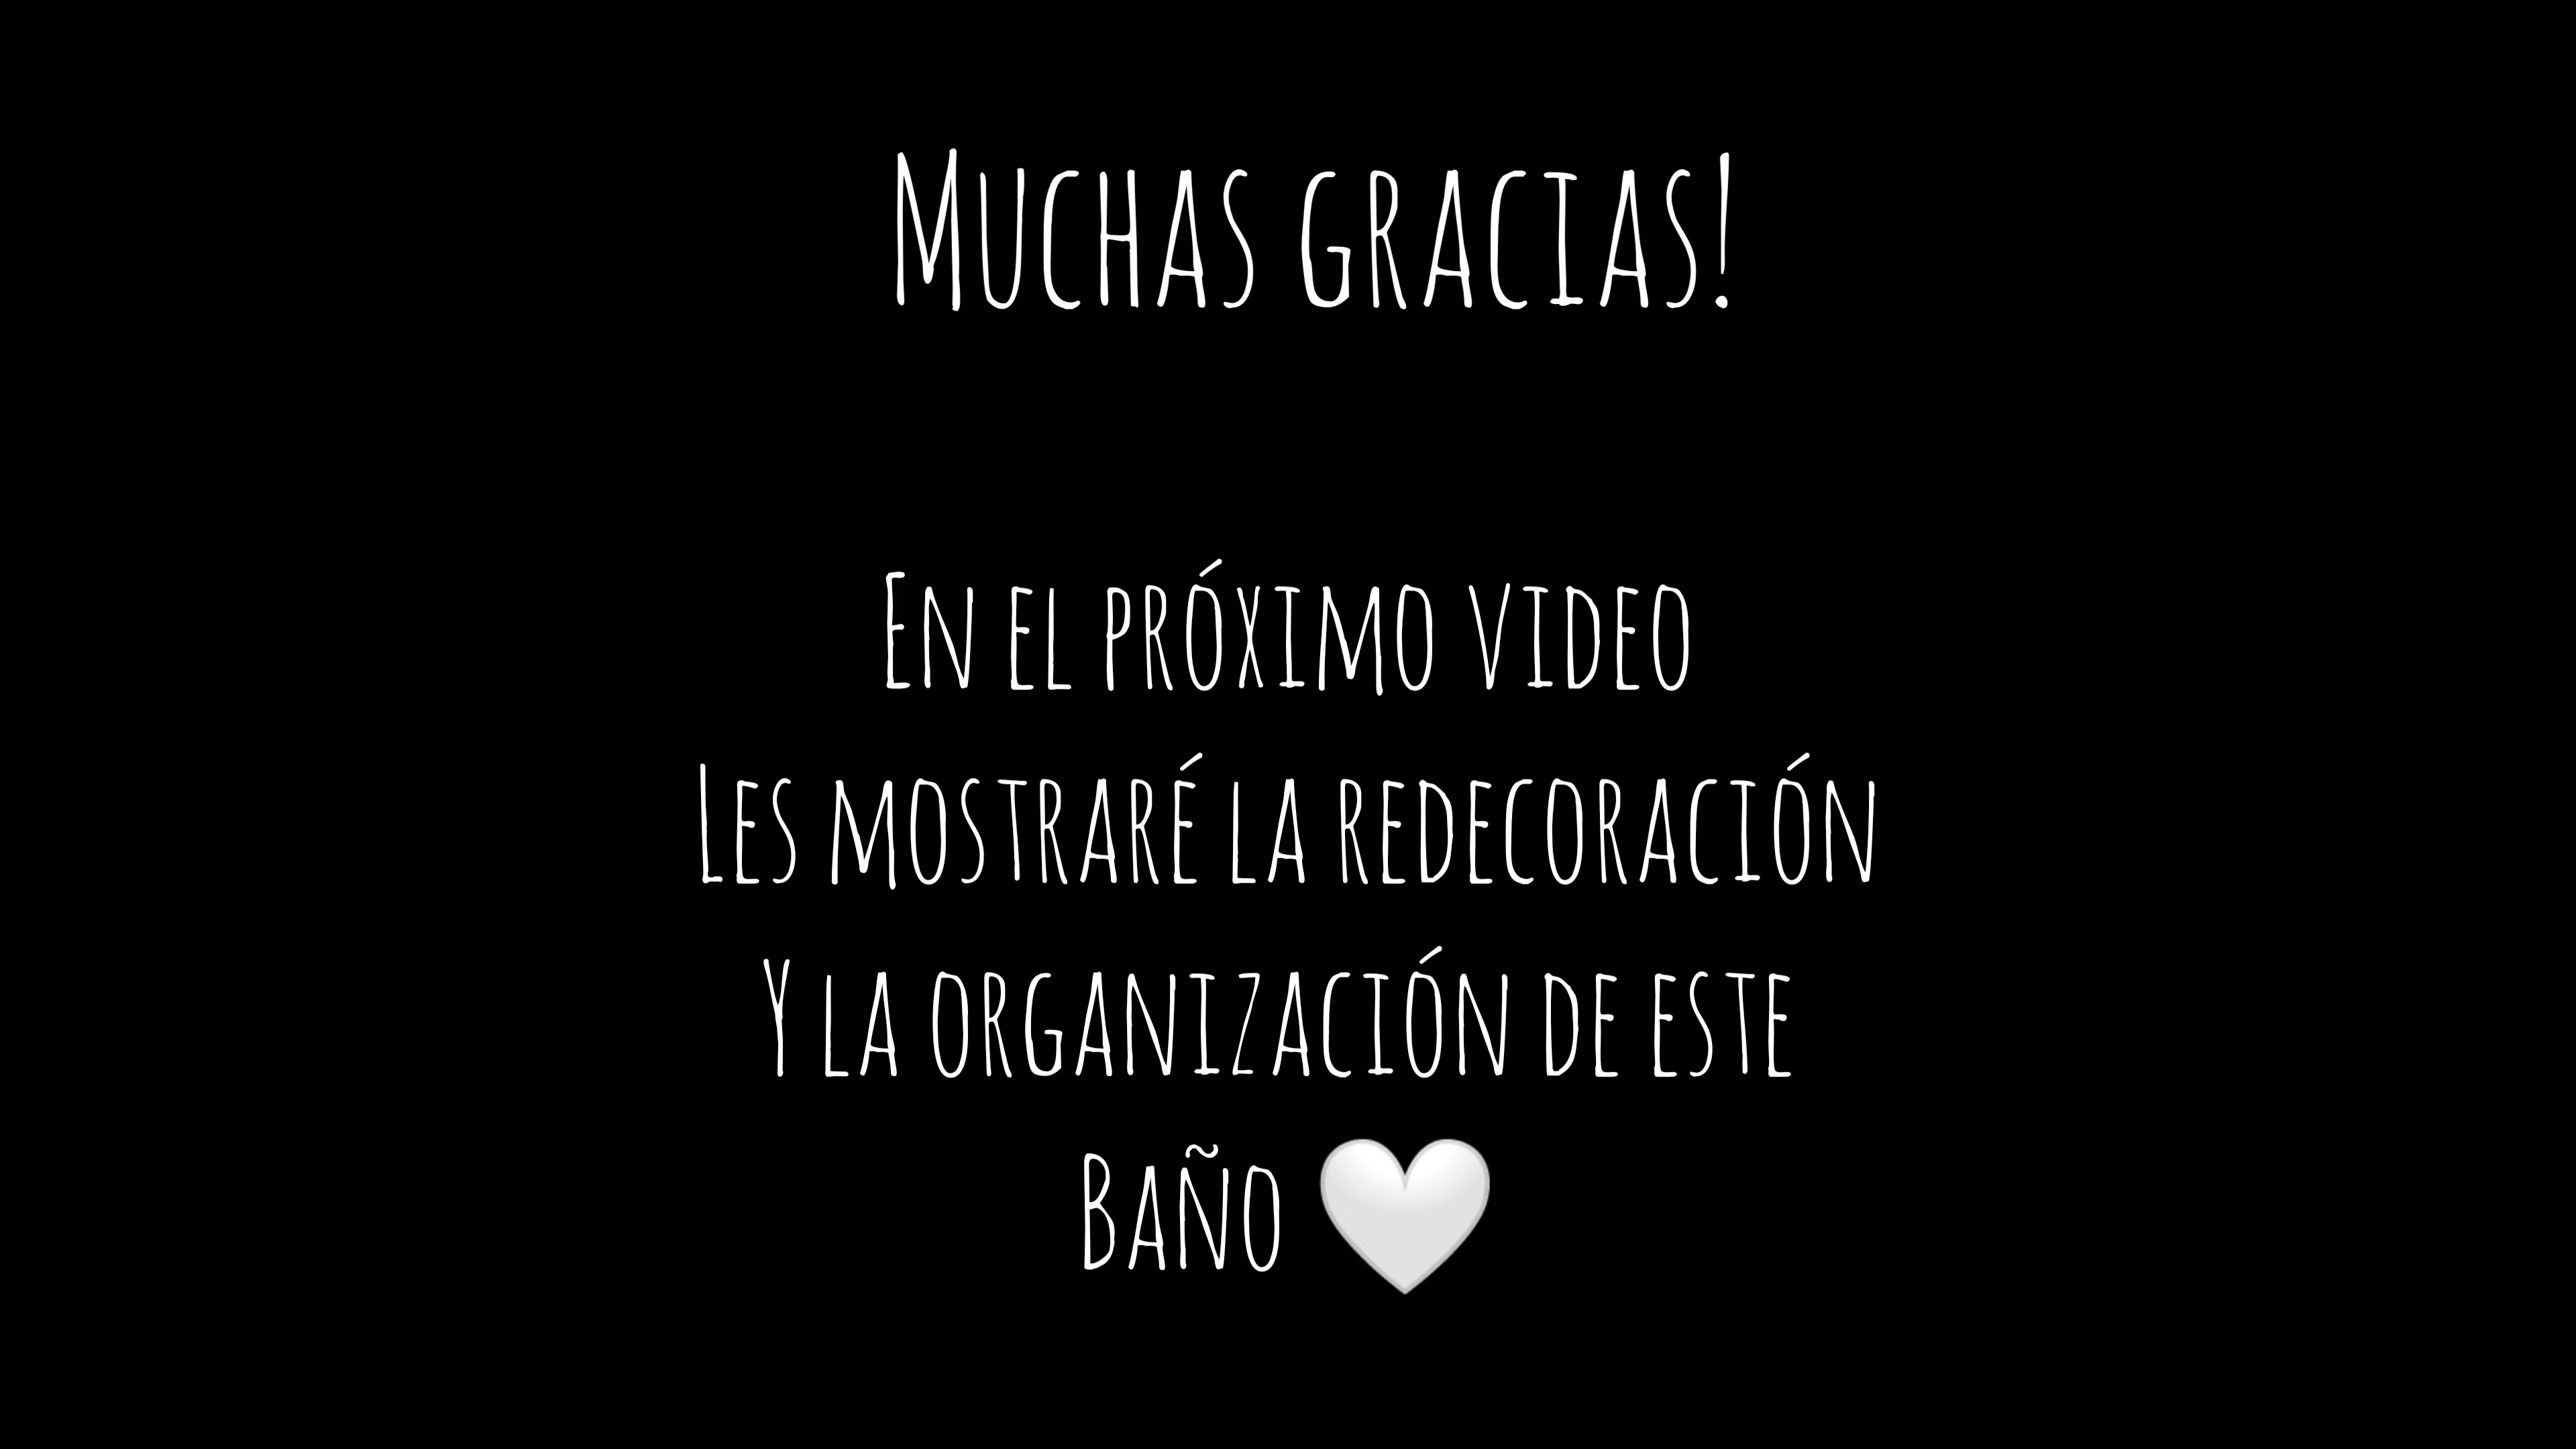 Muchas gracias!
En el próximo video
Les mostraré la redecoración
Y la organización de este
Baño 🤍